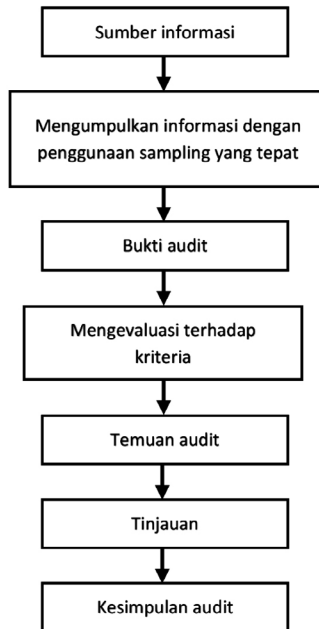 Sumber informasi
Mengumpulkan informasi dengan
penggunaan sampling yang tepat
Bukti audit
Mengevaluasi terhadap
kriteria
Temuan audit
Tinjauan
Kesimpulan audit